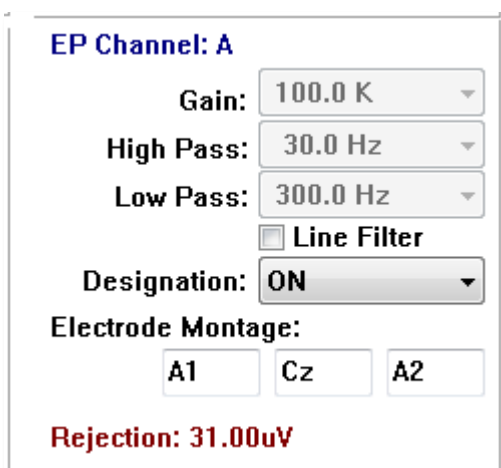 EP Channel: A
Gain: 100.0 K
High Pass: 30.0 Hz
Low Pass: 300.0 Hz
Line Filter
Designation: ON
Electrode Montage:
A1 Cz A2
Rejection: 31.00uV